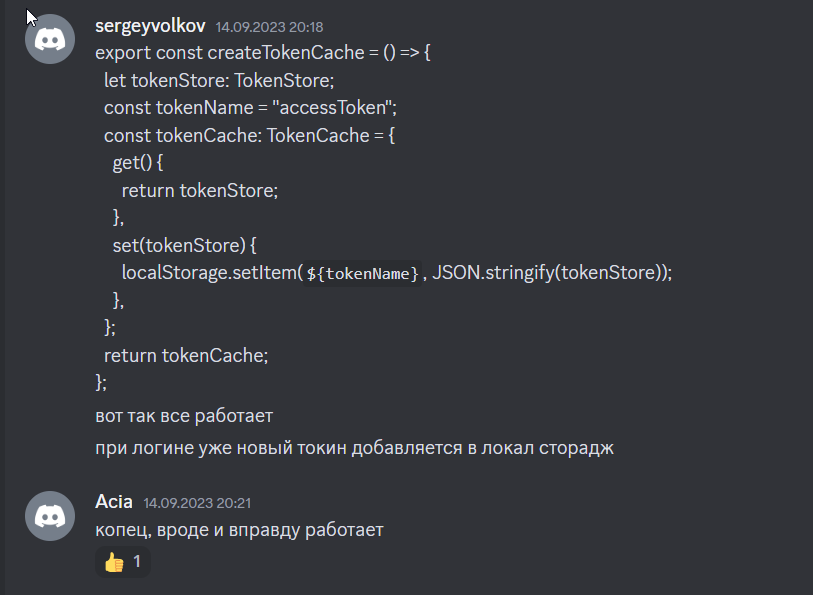 sergeyvolkov 14.09.2023 20:18
export const createTokenCache = () => {
let tokenStore: TokenStore;
const tokenName = "accessToken";
const tokenCache: TokenCache = {
get() {
return tokenStore;
},
set(tokenStore) {
localStorage.setItem(${tokenName}, JSON.stringify(tokenStore));
},
};
return tokenCache;
};
вот так все работает
при логине уже новый токин добавляется в локал сторадж
Acia 14.09.2023 20:21
копец, вроде и вправду работает
👍 1